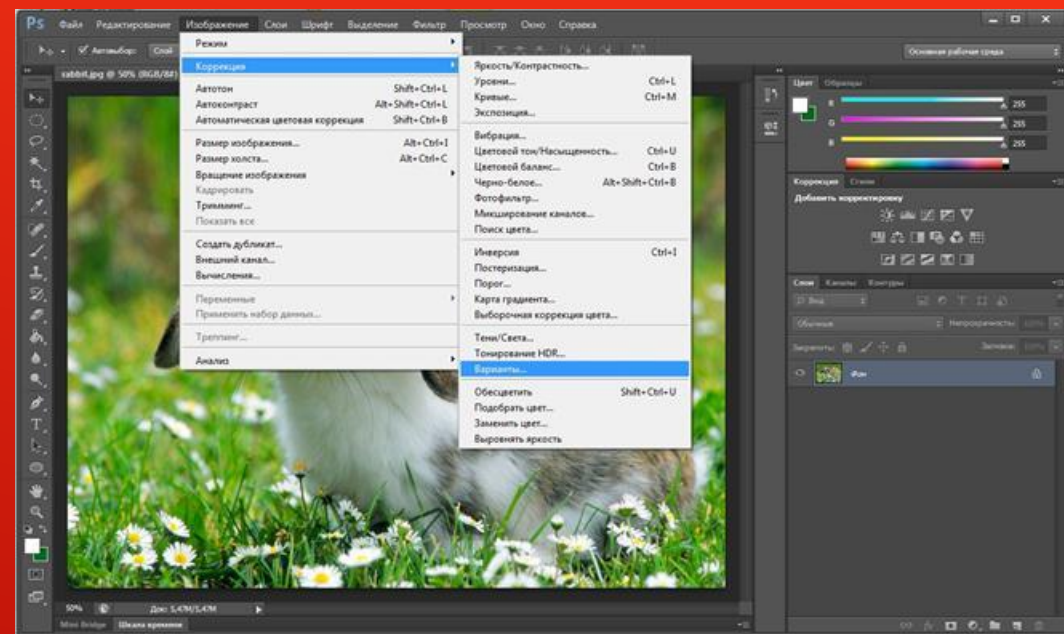 Ps Файл Редактирование Изображение Слои Шрифт Выделение Фильтр Просмотр Окно Справка
Автовыбор: Слой
Основная рабочая среда
rabbit.jpg @ 50% (RGB/8#)
Режим
Коррекция
Автотон Shift+Ctrl+L
Автоконтраст Alt+Shift+Ctrl+L
Автоматическая цветовая коррекция Shift+Ctrl+B
Размер изображения... Alt+Ctrl+I
Размер холста... Alt+Ctrl+C
Вращение изображения
Кадрировать
Тримминг...
Показать все
Создать дубликат...
Внешний канал...
Вычисления...
Переменные
Применить набор данных...
Треппинг...
Анализ
Яркость/Контрастность...
Уровни... Ctrl+L
Кривые... Ctrl+M
Экспозиция...
Вибрация...
Цветовой тон/Насыщенность... Ctrl+U
Цветовой баланс... Ctrl+B
Черно-белое... Alt+Shift+Ctrl+B
Фотофильтр...
Микширование каналов...
Поиск цвета...
Инверсия Ctrl+I
Постеризация...
Порог...
Карта градиента...
Выборочная коррекция цвета...
Тени/Света...
Тонирование HDR...
Варианты...
Обесцветить Shift+Ctrl+U
Подобрать цвет...
Заменить цвет...
Выровнять яркость
Цвет Образцы
R 255
G 255
B 255
Коррекция Стили
Добавить корректировку
Слои Каналы Контуры
Вид
Обычные Непрозрачность:
Закрепить: Заливка:
Фон
50% Док: 5,47M/5,47M
Mini Bridge Шкала времени